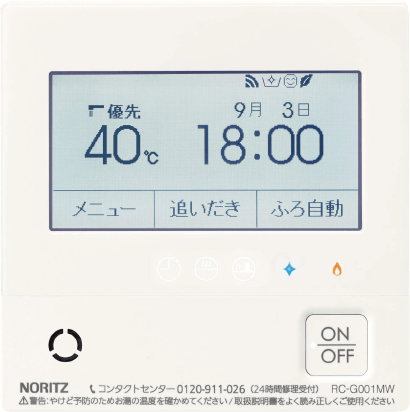 優先
9月 3日
40℃ 18:00
メニュー 追いだき ふろ自動
ON
OFF
NORITZ コンタクトセンター 0120-911-026 (24時間修理受付) RC-G001MW
警告:やけど予防のためお湯の温度を確かめてください/取扱説明書をよく読み正しくご使用ください